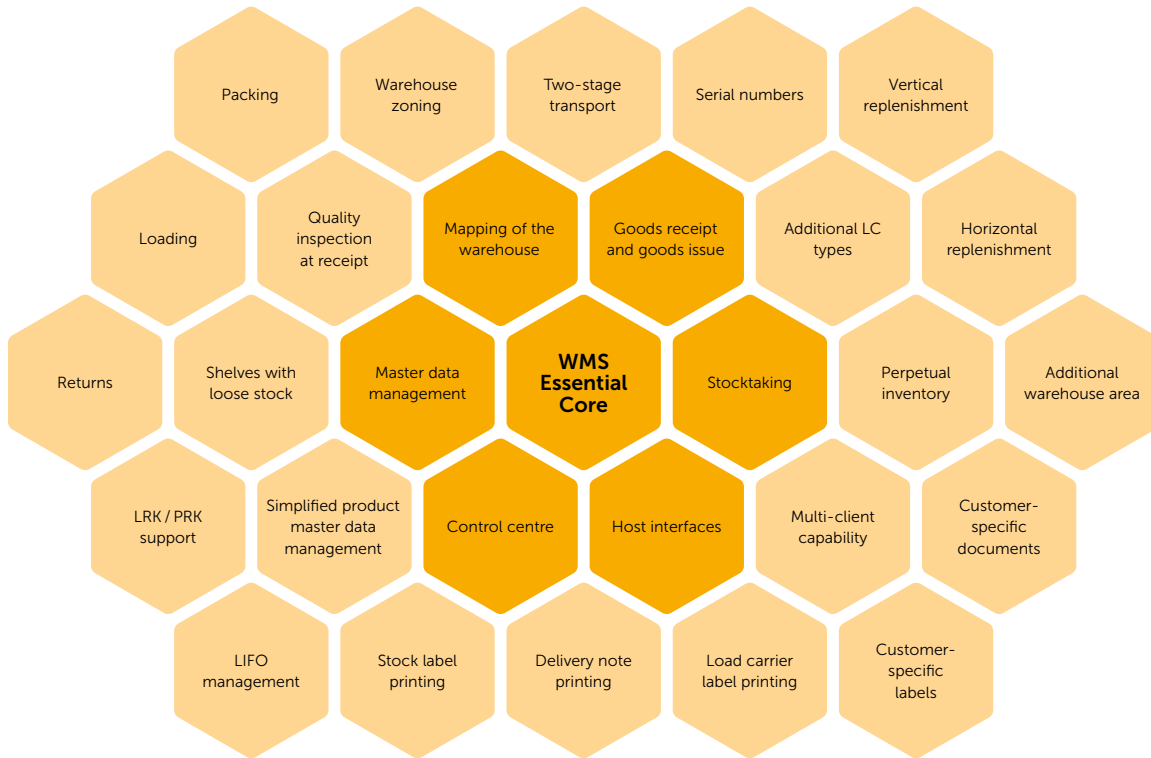 Packing
Warehouse
zoning
Two-stage
transport
Serial numbers
Vertical
replenishment
Loading
Quality
inspection
at receipt
Mapping of the
warehouse
Goods receipt
and goods issue
Additional LC
types
Horizontal
replenishment
Returns
Shelves with
loose stock
Master data
management
WMS
Essential
Core
Stocktaking
Perpetual
inventory
Additional
warehouse area
LRK / PRK
support
Simplified product
master data
management
Control centre
Host interfaces
Multi-client
capability
Customer-
specific
documents
LIFO
management
Stock label
printing
Delivery note
printing
Load carrier
label printing
Customer-
specific
labels